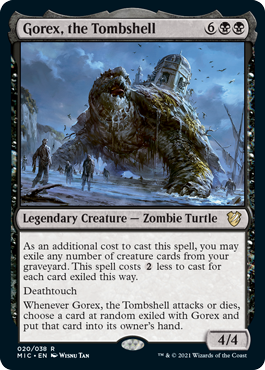 Gorex, the Tombshell 6
Legendary Creature — Zombie Turtle
As an additional cost to cast this spell, you may
exile any number of creature cards from your
graveyard. This spell costs 2 less to cast for
each card exiled this way.
Deathtouch
Whenever Gorex, the Tombshell attacks or dies,
choose a card at random exiled with Gorex and
put that card into its owner's hand.
4/4
020/038 R
MIC • EN Wisnu Tan ™ & © 2021 Wizards of the Coast